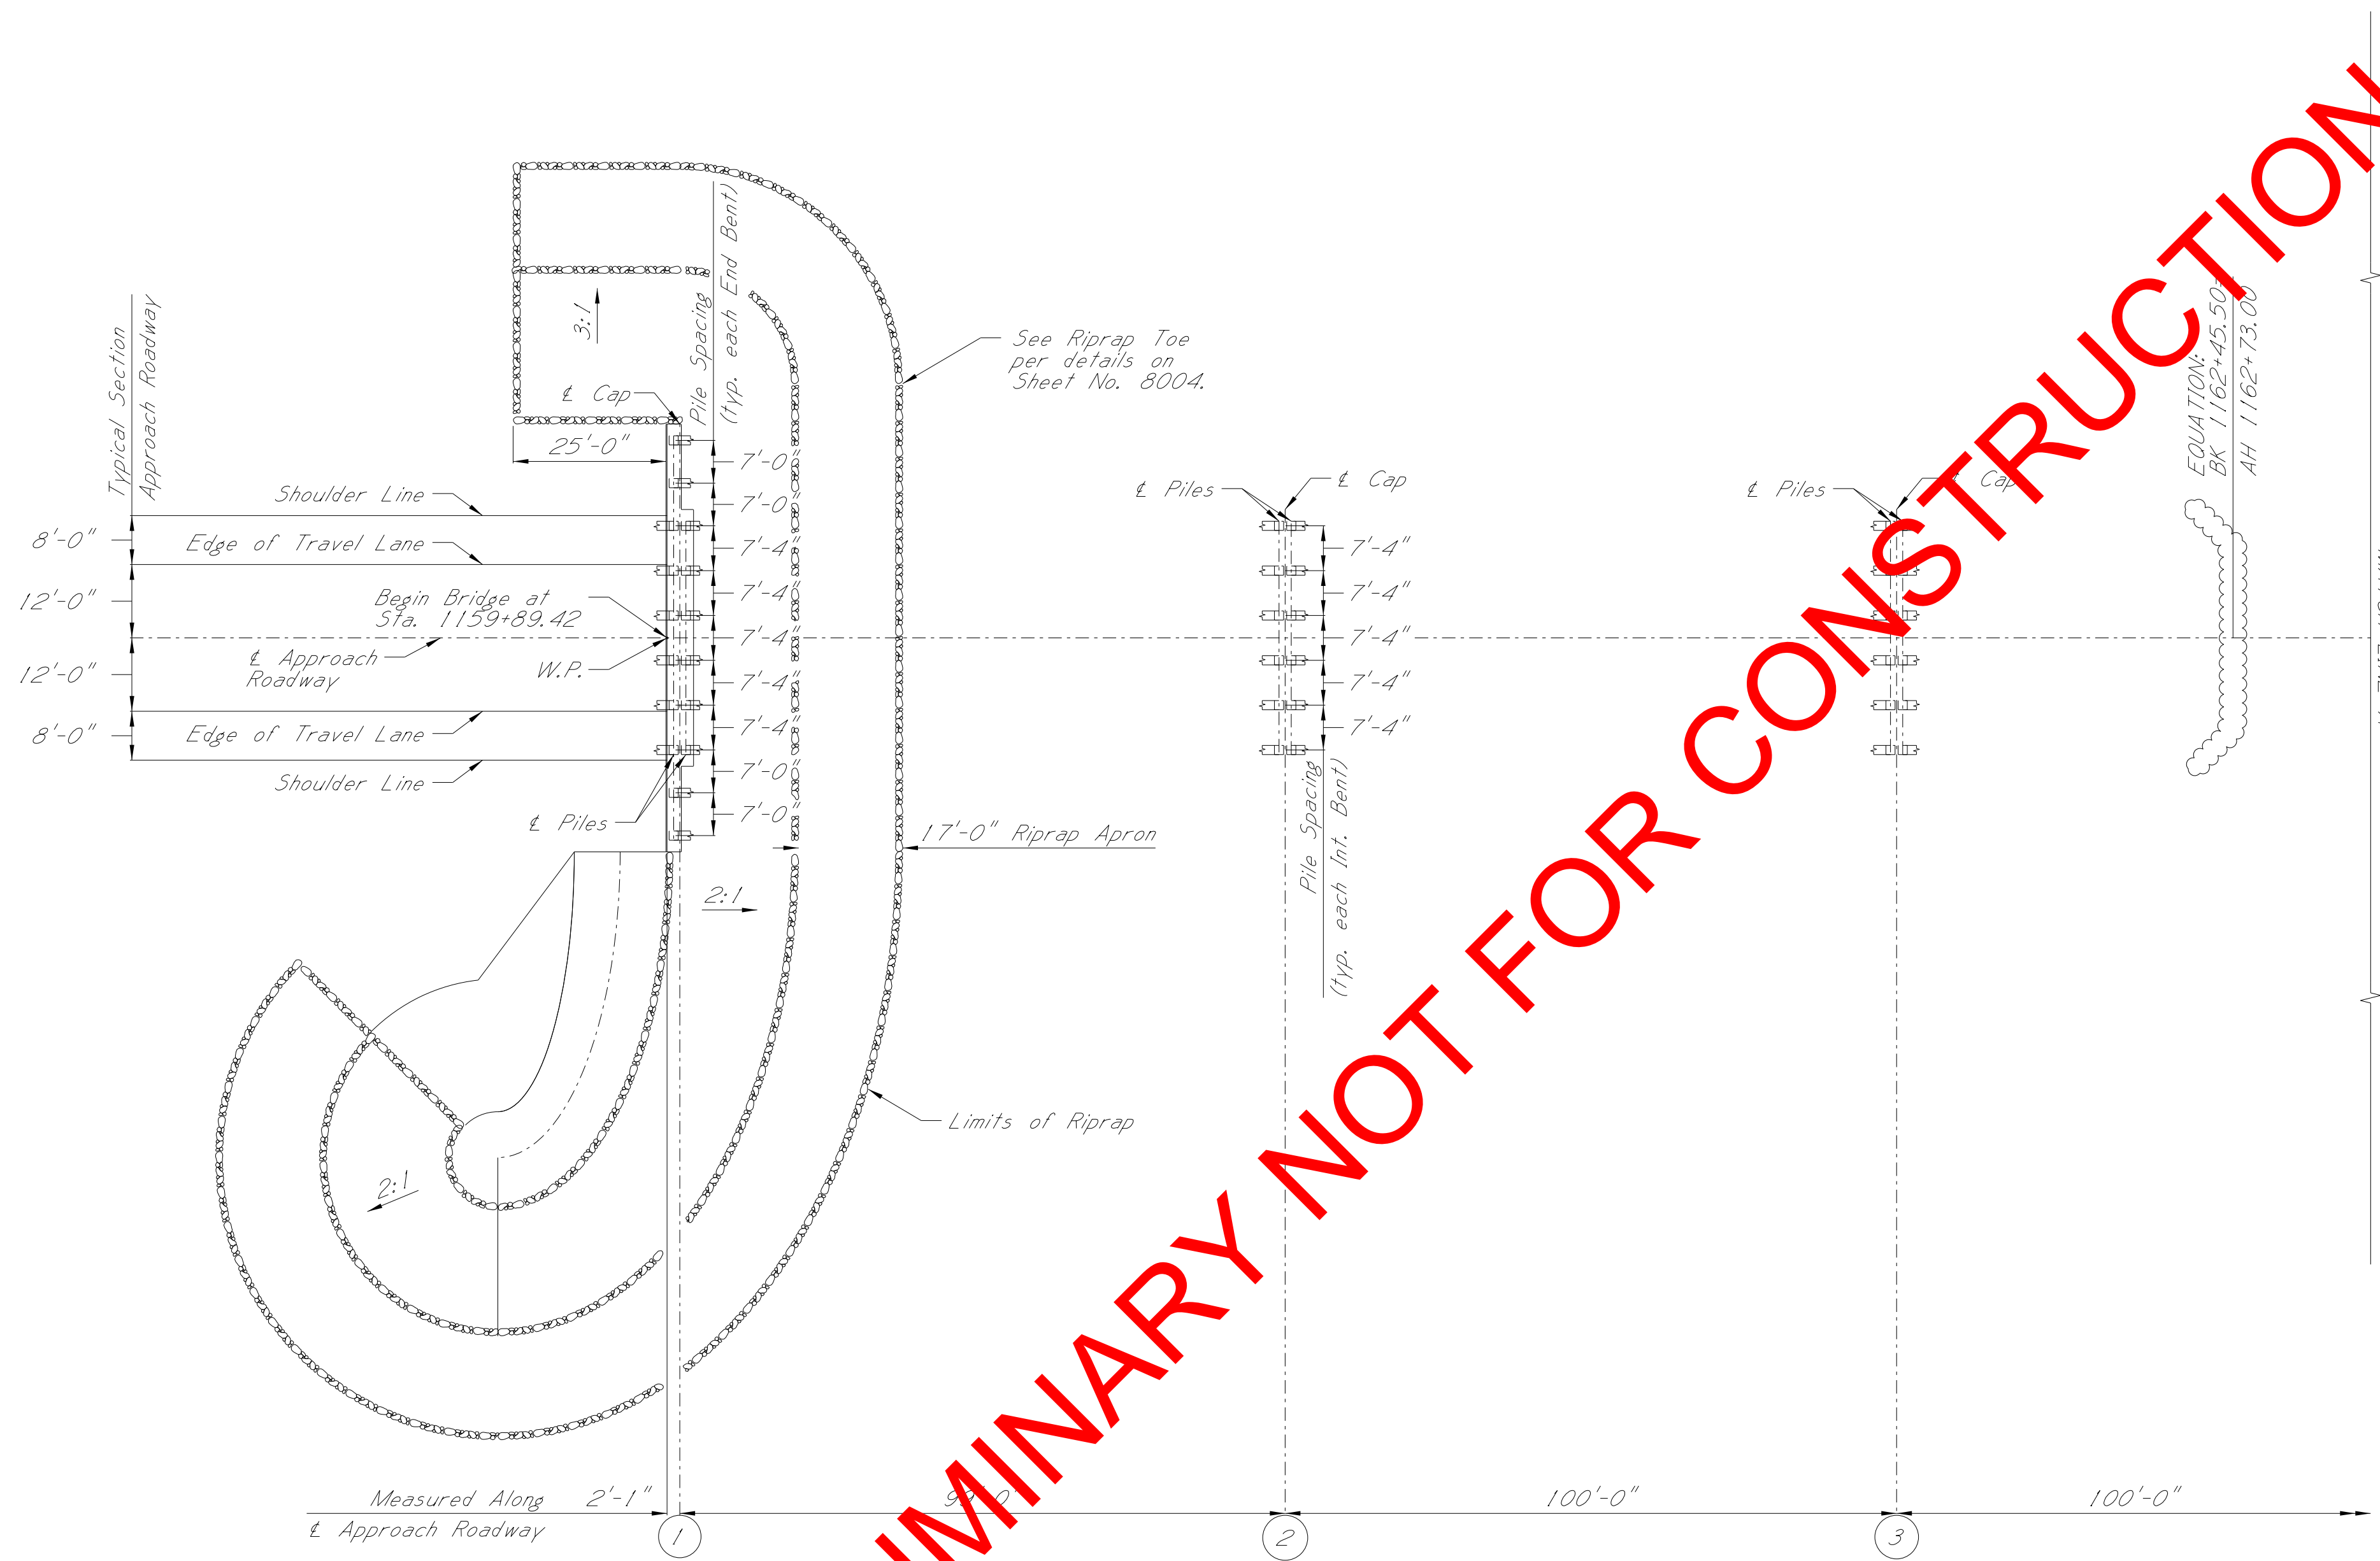 Typical Section
Approach Roadway
8'-0"
12'-0"
12'-0"
8'-0"
Shoulder Line
Edge of Travel Lane
Begin Bridge at
Sta. 1159+89.42
℄ Approach
Roadway
W.P.
Edge of Travel Lane
Shoulder Line
℄ Piles
3:1
℄ Cap
25'-0"
Pile Spacing
(typ. each End Bent)
7'-0"
7'-0"
7'-4"
7'-4"
7'-4"
7'-4"
7'-4"
7'-0"
7'-0"
See Riprap Toe
per details on
Sheet No. 8004.
17'-0" Riprap Apron
2:1
2:1
Limits of Riprap
℄ Piles
℄ Cap
7'-4"
7'-4"
7'-4"
7'-4"
7'-4"
Pile Spacing
(typ. each Int. Bent)
℄ Piles
Cap
EQUATION:
BK 1162+45.50
AH 1162+73.00
MINARY NOT FOR CONSTRUCTION
Measured Along
℄ Approach Roadway
2'-1"
100'-0"
100'-0"
1
2
3